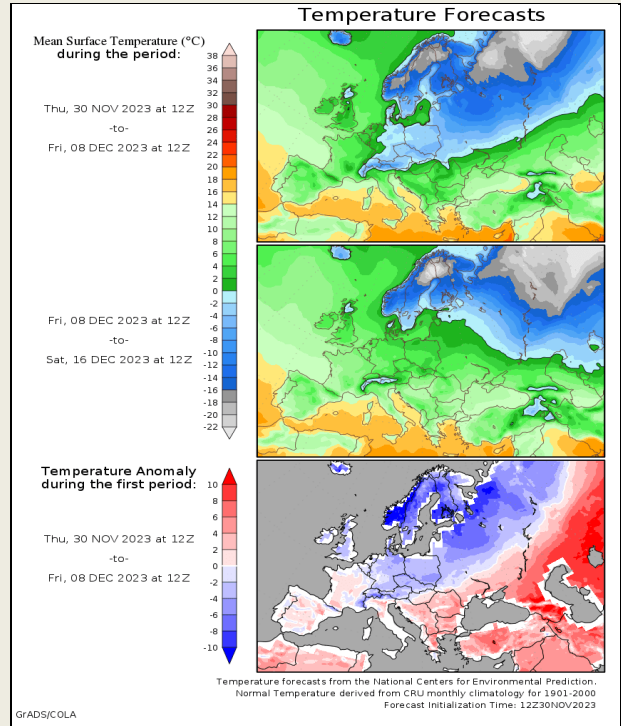 Temperature Forecasts
Mean Surface Temperature (°C)
during the period:
Thu, 30 NOV 2023 at 12Z
-to-
Fri, 08 DEC 2023 at 12Z
38
36
34
32
30
28
26
24
22
20
18
16
14
12
10
8
6
4
2
0
-2
-4
-6
-8
-10
-12
-14
-16
-18
-20
-22
Fri, 08 DEC 2023 at 12Z
-to-
Sat, 16 DEC 2023 at 12Z
Temperature Anomaly
during the first period:
Thu, 30 NOV 2023 at 12Z
-to-
Fri, 08 DEC 2023 at 12Z
10
8
6
4
2
0
-2
-4
-6
-8
-10
Temperature forecasts from the National Centers for Environmental Prediction.
Normal Temperature derived from CRU monthly climatology for 1901-2000
Forecast Initialization Time: 12Z30NOV2023
GrADS/COLA